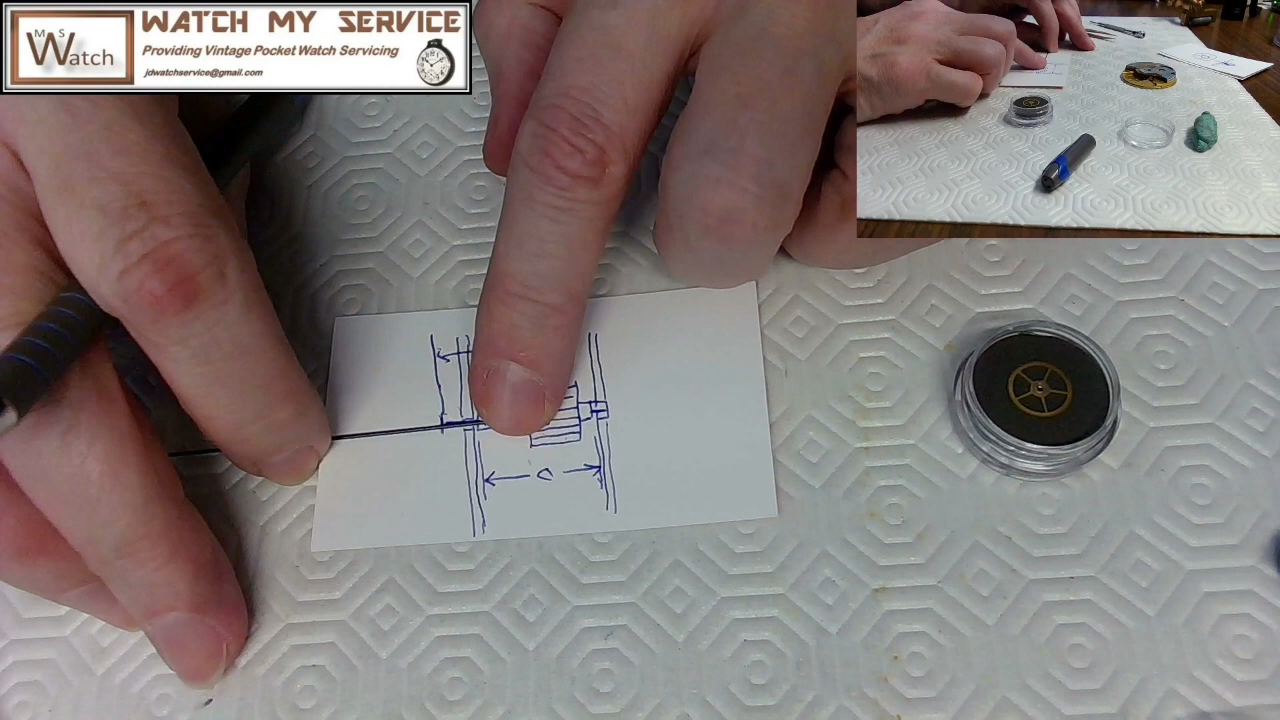 M S
Watch
WATCH MY SERVICE
Providing Vintage Pocket Watch Servicing
jdwatchservice@gmail.com
C